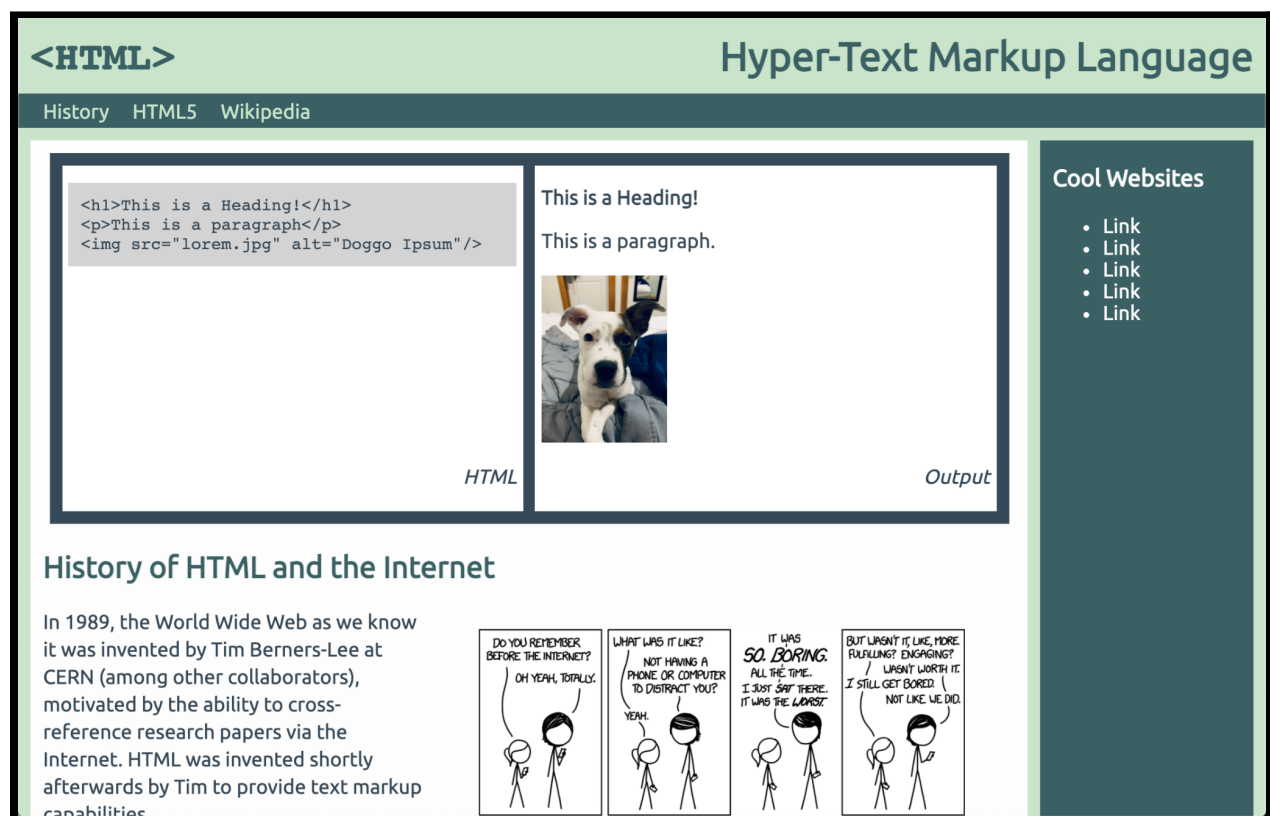 <HTML>
Hyper-Text Markup Language
History HTML5 Wikipedia
<h1>This is a Heading!</h1>
<p>This is a paragraph</p>
<img src="lorem.jpg" alt="Doggo Ipsum"/>
HTML
This is a Heading!
This is a paragraph.
Output
Cool Websites
• Link
• Link
• Link
• Link
• Link
History of HTML and the Internet
In 1989, the World Wide Web as we know
it was invented by Tim Berners-Lee at
CERN (among other collaborators),
motivated by the ability to cross-
reference research papers via the
Internet. HTML was invented shortly
afterwards by Tim to provide text markup
capabilities
DO YOU REMEMBER
BEFORE THE INTERNET?
OH YEAH, TOTALLY.
WHAT WAS IT LIKE?
NOT HAVING A
PHONE OR COMPUTER
TO DISTRACT YOU?
YEAH.
IT WAS
SO. BORING.
ALL THE TIME.
I JUST SAT THERE.
IT WAS THE WORST.
BUT WASN'T IT, LIKE, MORE
FULFILLING? ENGAGING?
WASN'T WORTH IT.
I STILL GET BORED.
NOT LIKE WE DID.